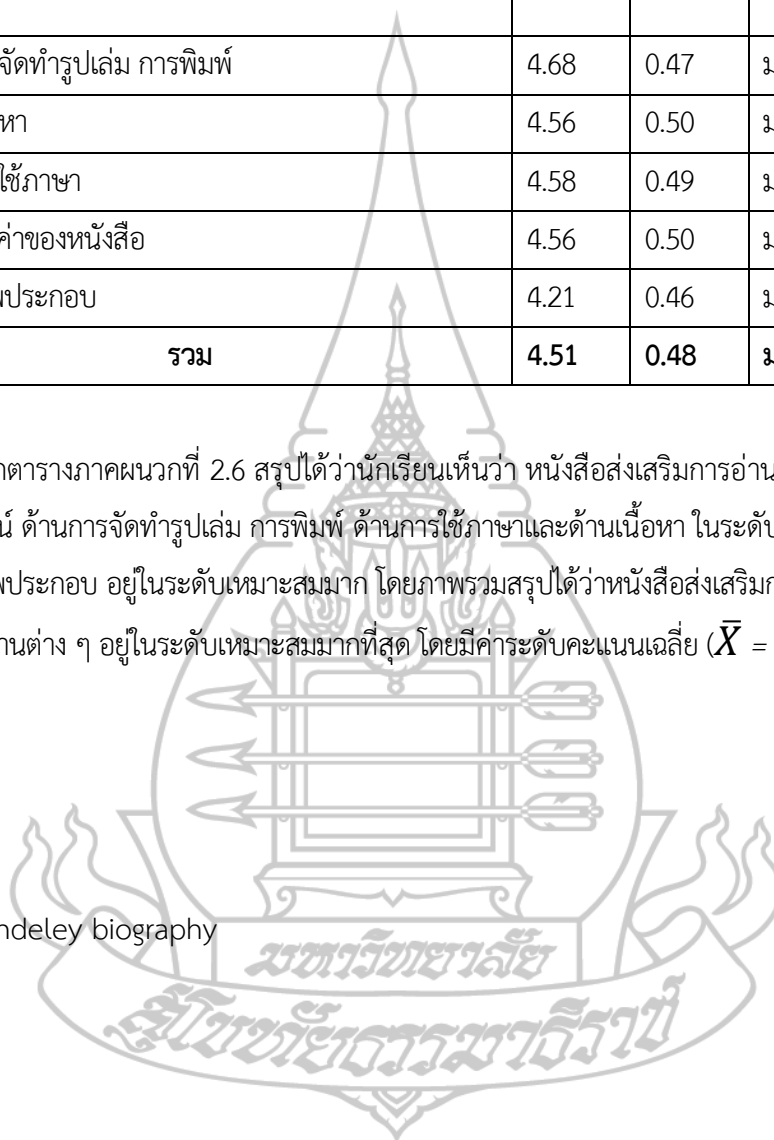 จัดทำรูปเล่ม การพิมพ์ 4.68 0.47
หา 4.56 0.50
ใช้ภาษา 4.58 0.49
ค่าของหนังสือ 4.56 0.50
ประกอบ 4.21 0.46
รวม 4.51 0.48
ตารางภาคผนวกที่ 2.6 สรุปได้ว่านักเรียนเห็นว่า หนังสือส่งเสริมการอ่าน
น์ ด้านการจัดทำรูปเล่ม การพิมพ์ ด้านการใช้ภาษาและด้านเนื้อหา ในระดับ
พประกอบ อยู่ในระดับเหมาะสมมาก โดยภาพรวมสรุปได้ว่าหนังสือส่งเสริมก
านต่าง ๆ อยู่ในระดับเหมาะสมมากที่สุด โดยมีค่าระดับคะแนนเฉลี่ย (X̄ =
ndeley biography
มหาวิทยาลัย
สุโขทัยธรรมาธิราช